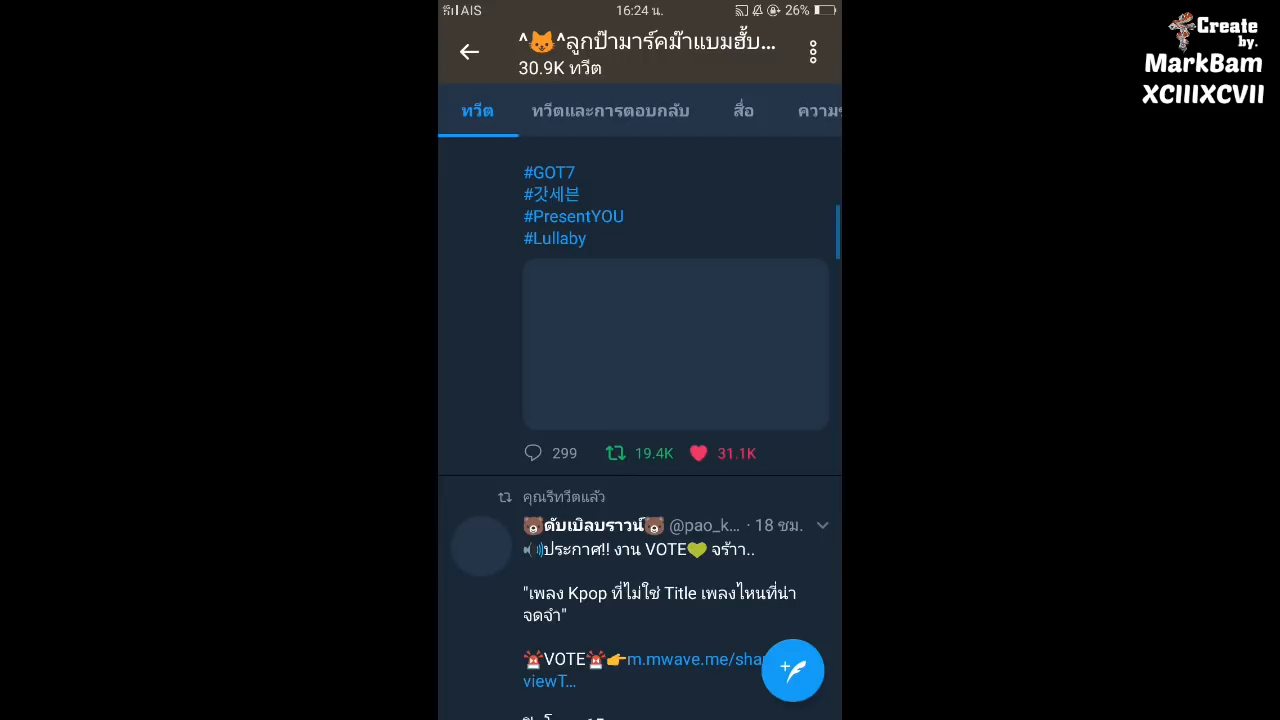 AIS 16:24 น. 26%
^🐱^ลูกป๊ามาร์คม๊าแบมฮั้บ...
30.9K ทวีต
ทวีต ทวีตและการตอบกลับ สื่อ
#GOT7
#갓세븐
#PresentYOU
#Lullaby
299 19.4K 31.1K
คุณรีทวีตแล้ว
🐻ดับเบิลบราวน์🐻 @pao_k... · 18 ชม.
🔊ประกาศ!! งาน VOTE💚 จร้าา..
"เพลง Kpop ที่ไม่ใช่ Title เพลงไหนที่น่า
จดจำ"
🚨VOTE🚨👉m.mwave.me/sha
viewT...
Create
by.
MarkBam
XCIIIXCVII